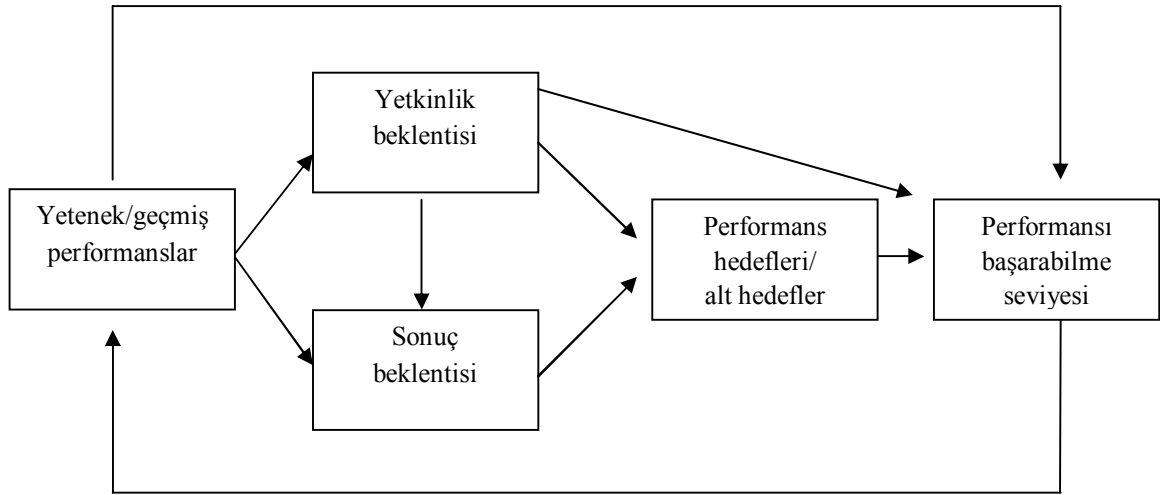 Yetenek/geçmiş
performanslar
Yetkinlik
beklentisi
Sonuç
beklentisi
Performans
hedefleri/
alt hedefler
Performansı
başarabilme
seviyesi